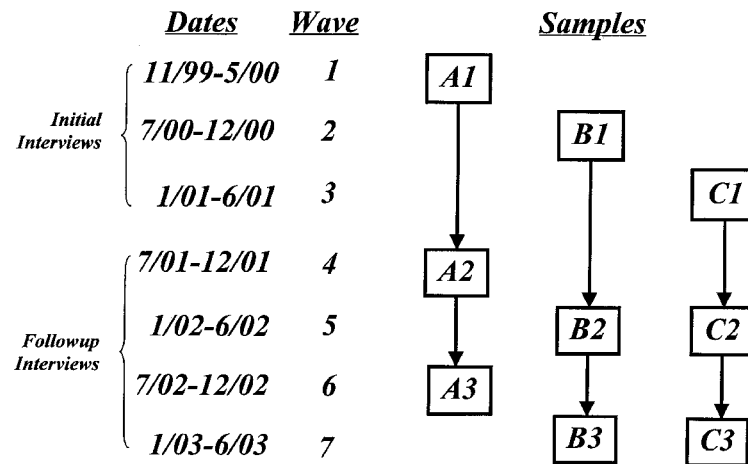 Dates Wave Samples
11/99-5/00 1 A1
Initial
Interviews
7/00-12/00 2 B1
1/01-6/01 3 C1
7/01-12/01 4 A2
1/02-6/02 5 B2 C2
Followup
Interviews
7/02-12/02 6 A3
1/03-6/03 7 B3 C3